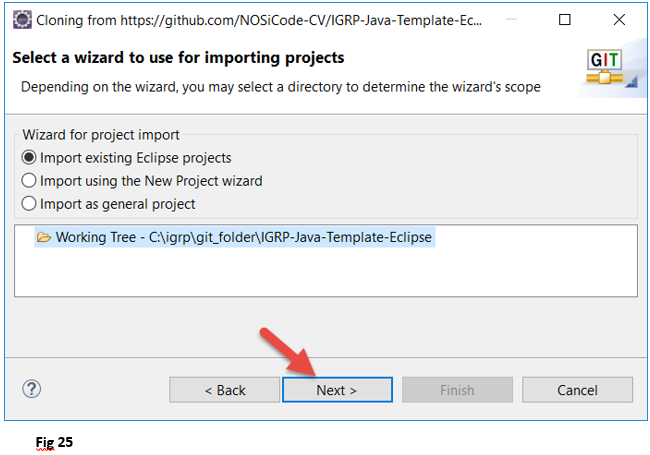 Cloning from https://github.com/NOSiCode-CV/IGRP-Java-Template-Ec...
Select a wizard to use for importing projects
GIT
Depending on the wizard, you may select a directory to determine the wizard's scope
Wizard for project import
Import existing Eclipse projects
Import using the New Project wizard
Import as general project
Working Tree - C:\igrp\git_folder\IGRP-Java-Template-Eclipse
? < Back Next > Finish Cancel
Fig 25